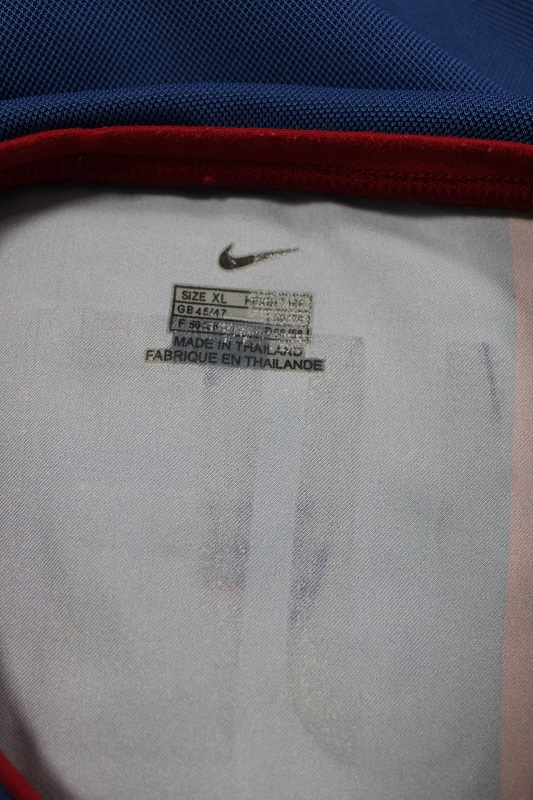 SIZE XL
GB 45/47
F
MADE IN THAILAND
FABRIQUE EN THAILANDE